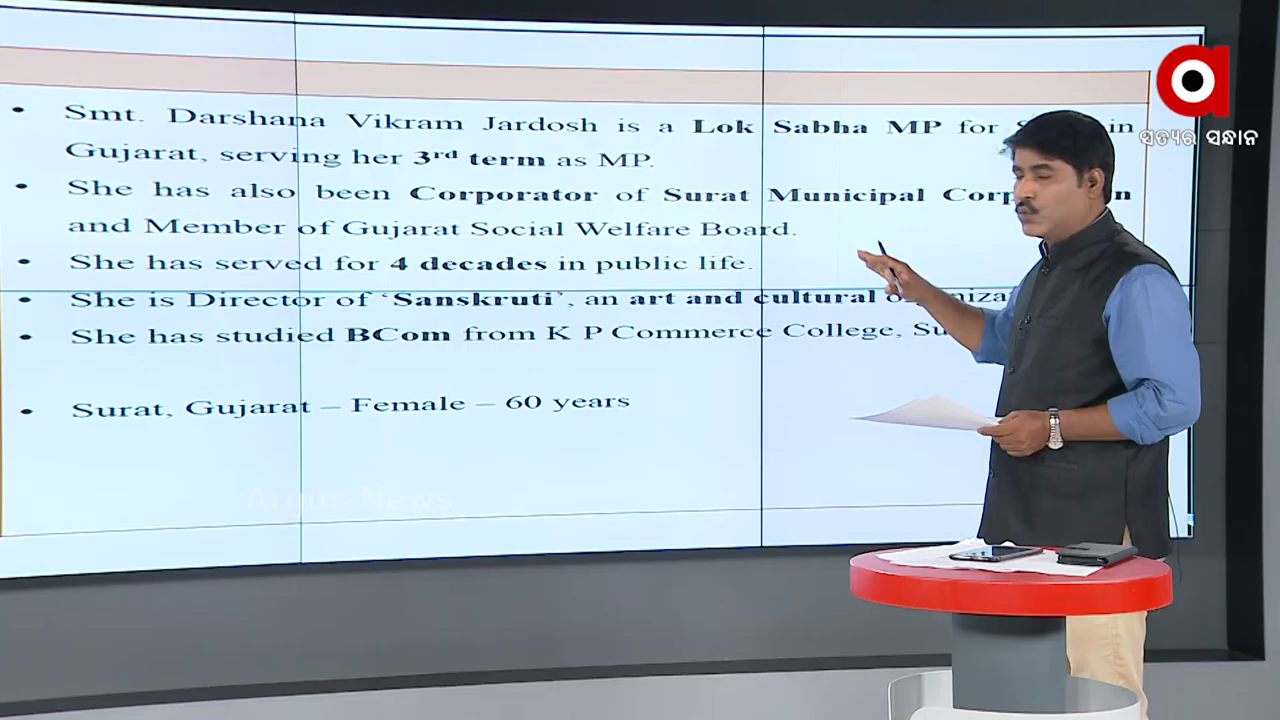 • Smt. Darshana Vikram Jardosh is a Lok Sabha MP for in
Gujarat, serving her 3rd term as MP.
• She has also been Corporator of Surat Municipal
and Member of Gujarat Social Welfare Board.
• She has served for 4 decades in public life.
• She is Director of ‘Sanskruti’, an art and cultural
• She has studied BCom from K P Commerce College,
• Surat, Gujarat – Female – 60 years
Argus News
ସତ୍ୟର ସନ୍ଧାନ